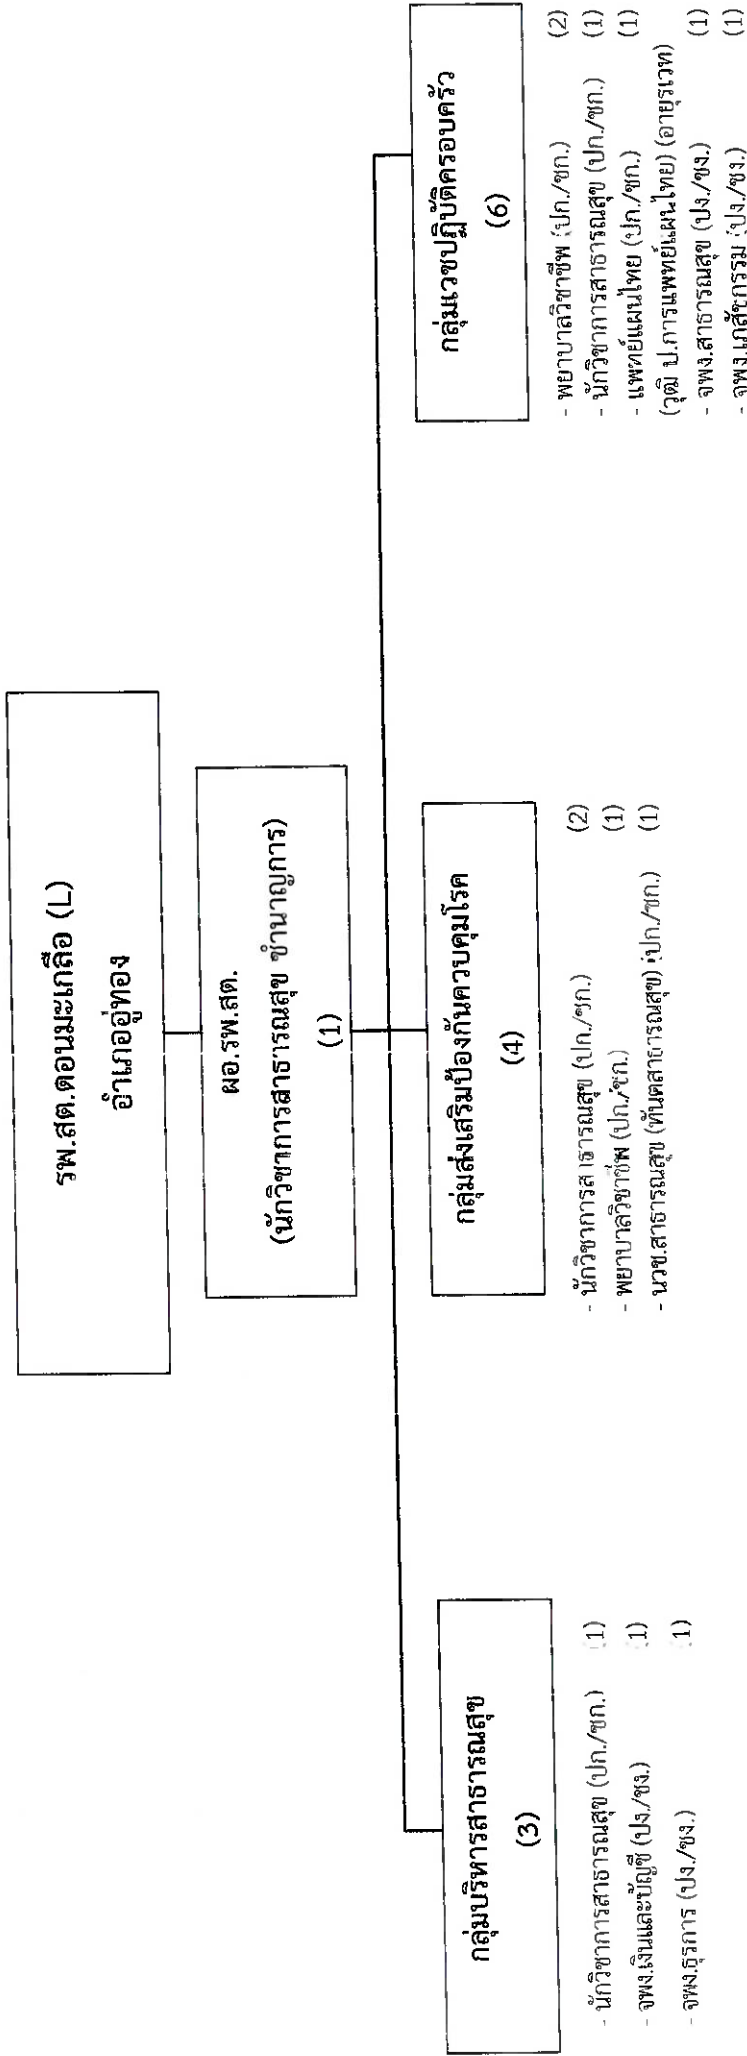 รพ.สต.ดอนมะเกลือ (L)
อำเภออู่ทอง
ผอ.รพ.สต.
(นักวิชาการสาธารณสุข ชำนาญการ)
(1)
กลุ่มบริหารสาธารณสุข
(3)
- นักวิชาการสาธารณสุข (ปก./ชก.) (1)
- จพง.เงินและบัญชี (ปง./ชง.) (1)
- จพง.ธุรการ (ปง./ชง.) (1)
กลุ่มส่งเสริมป้องกันควบคุมโรค
(4)
- นักวิชาการสาธารณสุข (ปก./ชก.) (2)
- พยาบาลวิชาชีพ (ปก./ชก.) (1)
- นวช.สาธารณสุข (ทันตสาธารณสุข) (ปก./ชก.) (1)
กลุ่มเวชปฏิบัติครอบครัว
(6)
- พยาบาลวิชาชีพ (ปก./ชก.) (2)
- นักวิชาการสาธารณสุข (ปก./ชก.) (1)
- แพทย์แผนไทย (ปก./ชก.) (1)
(วุฒิ ป.การแพทย์แผนไทย) (อายุรเวท)
- จพง.สาธารณสุข (ปง./ชง.) (1)
- จพง.เภสัชกรรม (ปง./ชง.) (1)